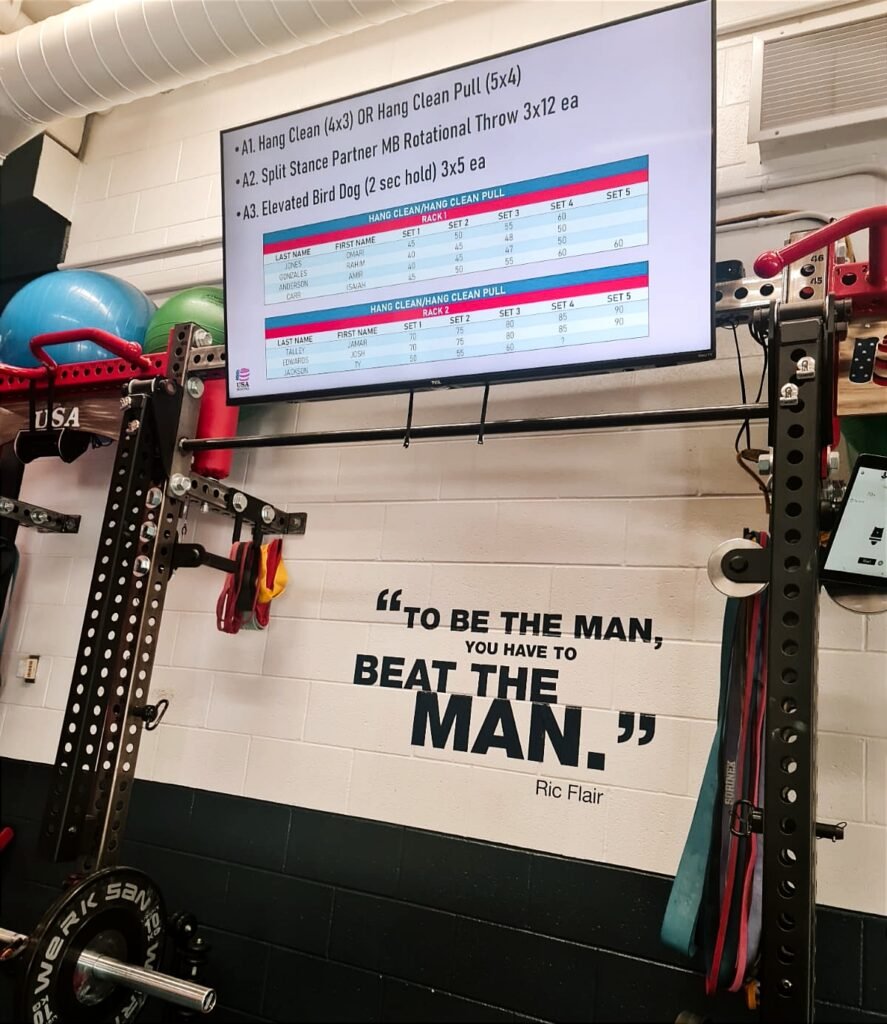 • A1. Hang Clean (4x3) OR Hang Clean Pull (5x4)
• A2. Split Stance Partner MB Rotational Throw 3x12 ea
• A3. Elevated Bird Dog (2 sec hold) 3x5 ea
HANG CLEAN/HANG CLEAN PULL
RACK 1
LAST NAME FIRST NAME SET 1 SET 2 SET 3 SET 4 SET 5
JONES OMARI 45 50 55 60
GONZALES RAHIM 40 45 48 50
ANDERSON AMIR 40 45 47 50
CARR ISAIAH 45 50 55 60 60
HANG CLEAN/HANG CLEAN PULL
RACK 2
LAST NAME FIRST NAME SET 1 SET 2 SET 3 SET 4 SET 5
TALLEY JAMAR 70 75 80 85 90
EDWARDS JOSH 70 75 80 85 90
JACKSON TY 50 55 60 ?
USA
TCL
USA
46
45
“TO BE THE MAN,
YOU HAVE TO
BEAT THE
MAN.”
Ric Flair
SORINEX
WERKSAN